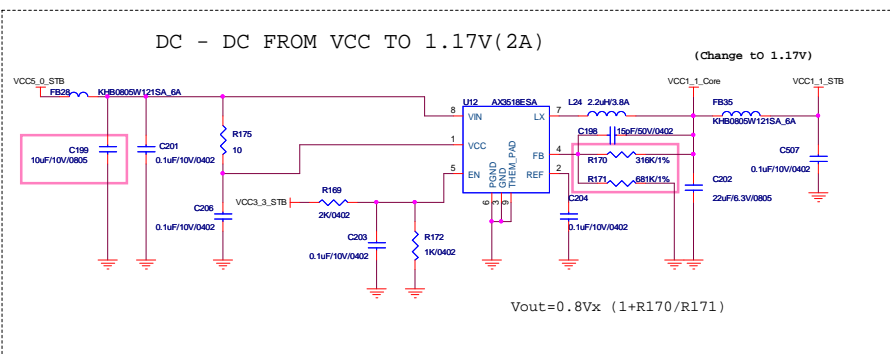 DC - DC FROM VCC TO 1.17V(2A)
(Change tO 1.17V)
VCC5_0_STB
VCC1_1_Core
VCC1_1_STB
FB28
KHB0805W121SA_6A
U12
AX3518ESA
L24
2.2uH/3.8A
FB35
KHB0805W121SA_6A
8
VIN
LX
7
C198
15pF/50V/0402
C199
10uF/10V/0805
C201
0.1uF/10V/0402
R175
10
1
VCC
FB
4
R170
316K/1%
C507
0.1uF/10V/0402
5
EN
REF
2
R171
681K/1%
PGND
GND
THEM_PAD
6
3
9
R169
2K/0402
VCC3_3_STB
C202
22uF/6.3V/0805
C206
0.1uF/10V/0402
C204
0.1uF/10V/0402
C203
0.1uF/10V/0402
R172
1K/0402
Vout=0.8Vx (1+R170/R171)